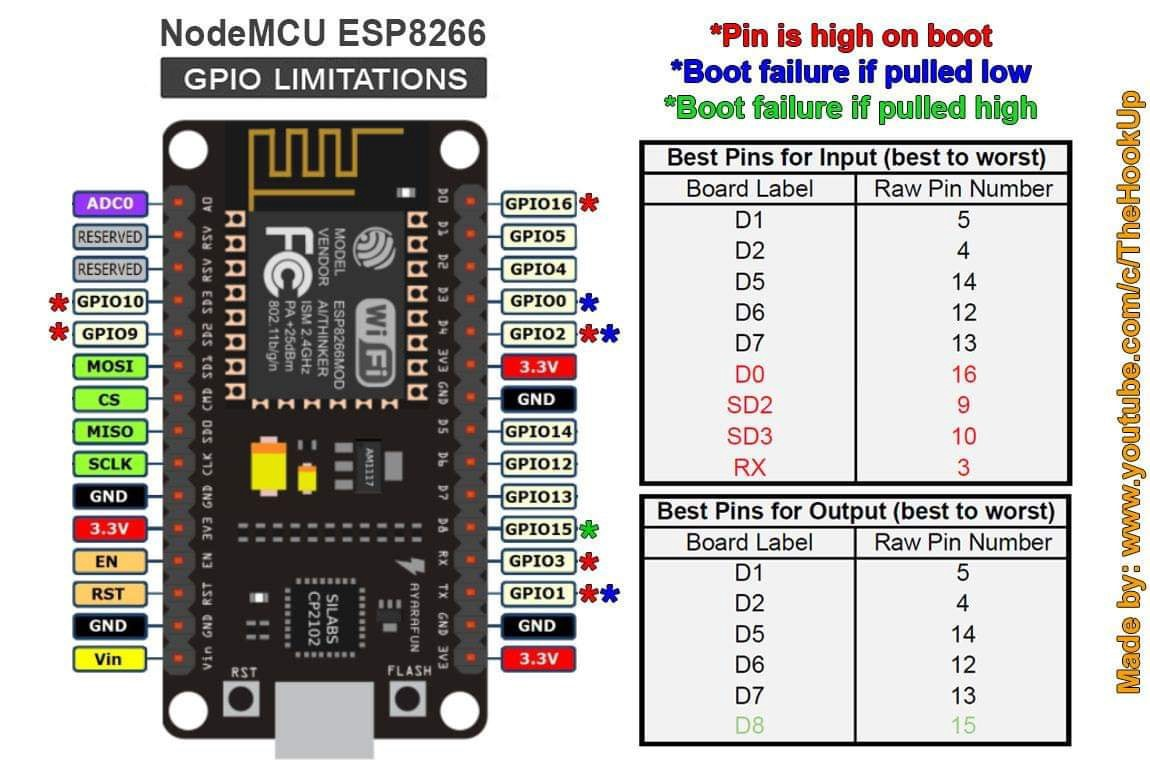 NodeMCU ESP8266
GPIO LIMITATIONS
*Pin is high on boot
*Boot failure if pulled low
*Boot failure if pulled high
ADC0
RESERVED
RESERVED
*GPIO10
*GPIO9
MOSI
CS
MISO
SCLK
GND
3.3V
EN
RST
GND
Vin
A0
RSV
RSV
SD3
SD2
SD1
CMD
SD0
CLK
GND
3V3
EN
RST
GND
Vin
MODEL ESP8266MOD
VENDOR AI/THINKER
ISM 2.4GHz
PA +25dBm
802.11b/g/n
FC
WiFi
AM1117
SILABS
CP2102
AYARAFUN
RST
FLASH
D0
D1
D2
D3
D4
3V3
GND
D5
D6
D7
D8
RX
TX
GND
3V3
GPIO16*
GPIO5
GPIO4
GPIO0*
GPIO2**
3.3V
GND
GPIO14
GPIO12
GPIO13
GPIO15*
GPIO3*
GPIO1**
GND
3.3V
Best Pins for Input (best to worst)
Board Label Raw Pin Number
D1 5
D2 4
D5 14
D6 12
D7 13
D0 16
SD2 9
SD3 10
RX 3
Best Pins for Output (best to worst)
Board Label Raw Pin Number
D1 5
D2 4
D5 14
D6 12
D7 13
D8 15
Made by: www.youtube.com/c/TheHookUp